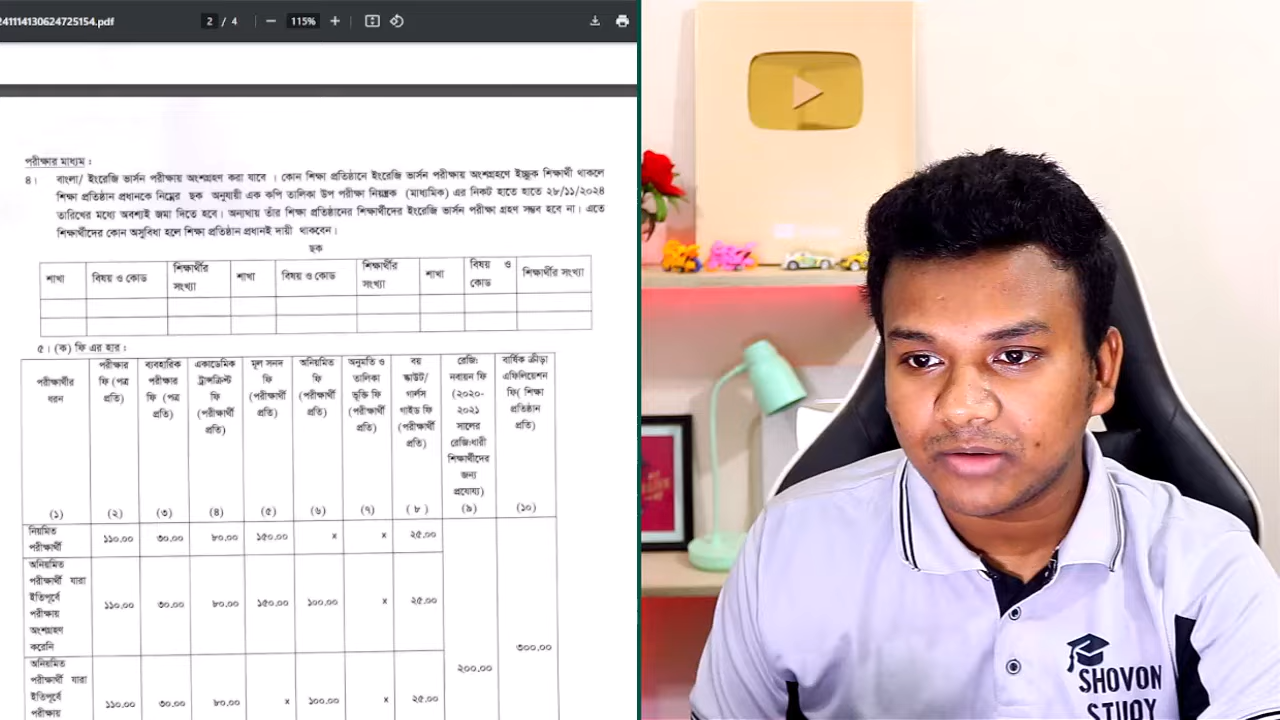 241114130624725154.pdf
2 / 4
115%
পরীক্ষার মাধ্যম :
৪। বাংলা/ ইংরেজি ভার্সন পরীক্ষায় অংশগ্রহণ করা যাবে । কোন শিক্ষা প্রতিষ্ঠানে ইংরেজি ভার্সন পরীক্ষায় অংশগ্রহণে ইচ্ছুক শিক্ষার্থী থাকলে
শিক্ষা প্রতিষ্ঠান প্রধানকে নিম্নের ছক অনুযায়ী এক কপি তালিকা উপ পরীক্ষা নিয়ন্ত্রক (মাধ্যমিক) এর নিকট হাতে হাতে ২৮/১১/২০২৪
তারিখের মধ্যে অবশ্যই জমা দিতে হবে। অন্যথায় তাঁর শিক্ষা প্রতিষ্ঠানের শিক্ষার্থীদের ইংরেজি ভার্সন পরীক্ষা গ্রহণ সম্ভব হবে না। এতে
শিক্ষার্থীদের কোন অসুবিধা হলে শিক্ষা প্রতিষ্ঠান প্রধানই দায়ী থাকবেন।
ছক
শাখা বিষয় ও কোড শিক্ষার্থীর সংখ্যা শাখা বিষয় ও কোড শিক্ষার্থীর সংখ্যা শাখা বিষয় ও কোড শিক্ষার্থীর সংখ্যা
৫। (ক) ফি এর হার :
পরীক্ষার্থীর ধরন
পরীক্ষার ফি (পত্র প্রতি)
ব্যবহারিক পরীক্ষার ফি (পত্র প্রতি)
একাডেমিক ট্রান্সক্রিপ্ট ফি (পরীক্ষার্থী প্রতি)
মূল সনদ ফি (পরীক্ষার্থী প্রতি)
অনিয়মিত ফি (পরীক্ষার্থী প্রতি)
অনুমতি ও তালিকা ভুক্তি ফি (পরীক্ষার্থী প্রতি)
বয় স্কাউট/ গার্লস গাইড ফি (পরীক্ষার্থী প্রতি)
রেজি: নবায়ন ফি (২০২০-২০২১ সালের রেজি:ধারী শিক্ষার্থীদের জন্য প্রযোজ্য)
বার্ষিক ক্রীড়া এফিলিয়েশন ফি( শিক্ষা প্রতিষ্ঠান প্রতি)
(১) (২) (৩) (৪) (৫) (৬) (৭) (৮) (৯) (১০)
নিয়মিত পরীক্ষার্থী ১১০.০০ ৩০.০০ ৮০.০০ ১৫০.০০ x x ২৫.০০
অনিয়মিত পরীক্ষার্থী যারা ইতিপূর্বে পরীক্ষায় অংশগ্রহণ করেনি ১১০.০০ ৩০.০০ ৮০.০০ ১৫০.০০ ১০০.০০ x ২৫.০০
২০০.০০ ৩০০.০০
অনিয়মিত পরীক্ষার্থী যারা ইতিপূর্বে পরীক্ষায় ১১০.০০ ৩০.০০ ৮০.০০ x ১০০.০০ x ২৫.০০
SHOVON
STUDY